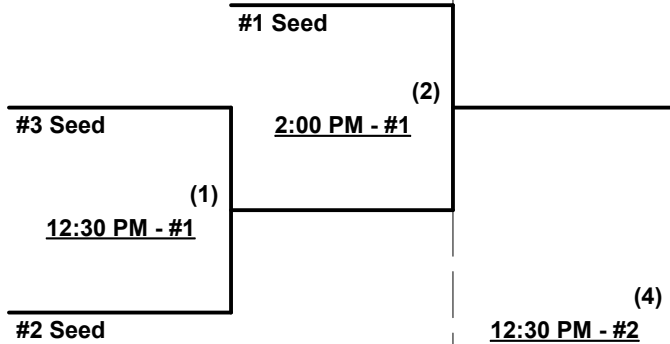 #1 Seed
(2)
#3 Seed
2:00 PM - #1
(1)
12:30 PM - #1
(4)
#2 Seed
12:30 PM - #2